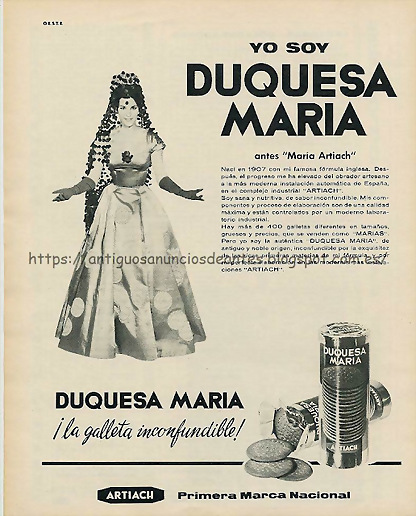 OESTE
YO SOY
DUQUESA
MARIA
antes "Maria Artiach"
Nací en 1907 con mi famosa fórmula inglesa. Des-
pués, el progreso me ha elevado del obrador artesano
a la más moderna instalación automática de España,
en el complejo industrial "ARTIACH".
Soy sana y nutritiva, de sabor inconfundible. Mis com-
ponentes y proceso de elaboración son de una calidad
máxima y están controlados por un moderno labora-
torio industrial.
Hay más de 400 galletas diferentes en tamaños,
gruesos y precios, que se venden como "MARIAS".
Pero yo soy la auténtica "DUQUESA MARIA", de
antiguo y noble origen, inconfundible por la exquisitez
https://antiguosanunciosdeoeste.blogspot.com.es/
ciones "ARTIACH".
DUQUESA
MARIA
DUQUESA MARIA
¡la galleta inconfundible!
ARTIACH
Primera Marca Nacional